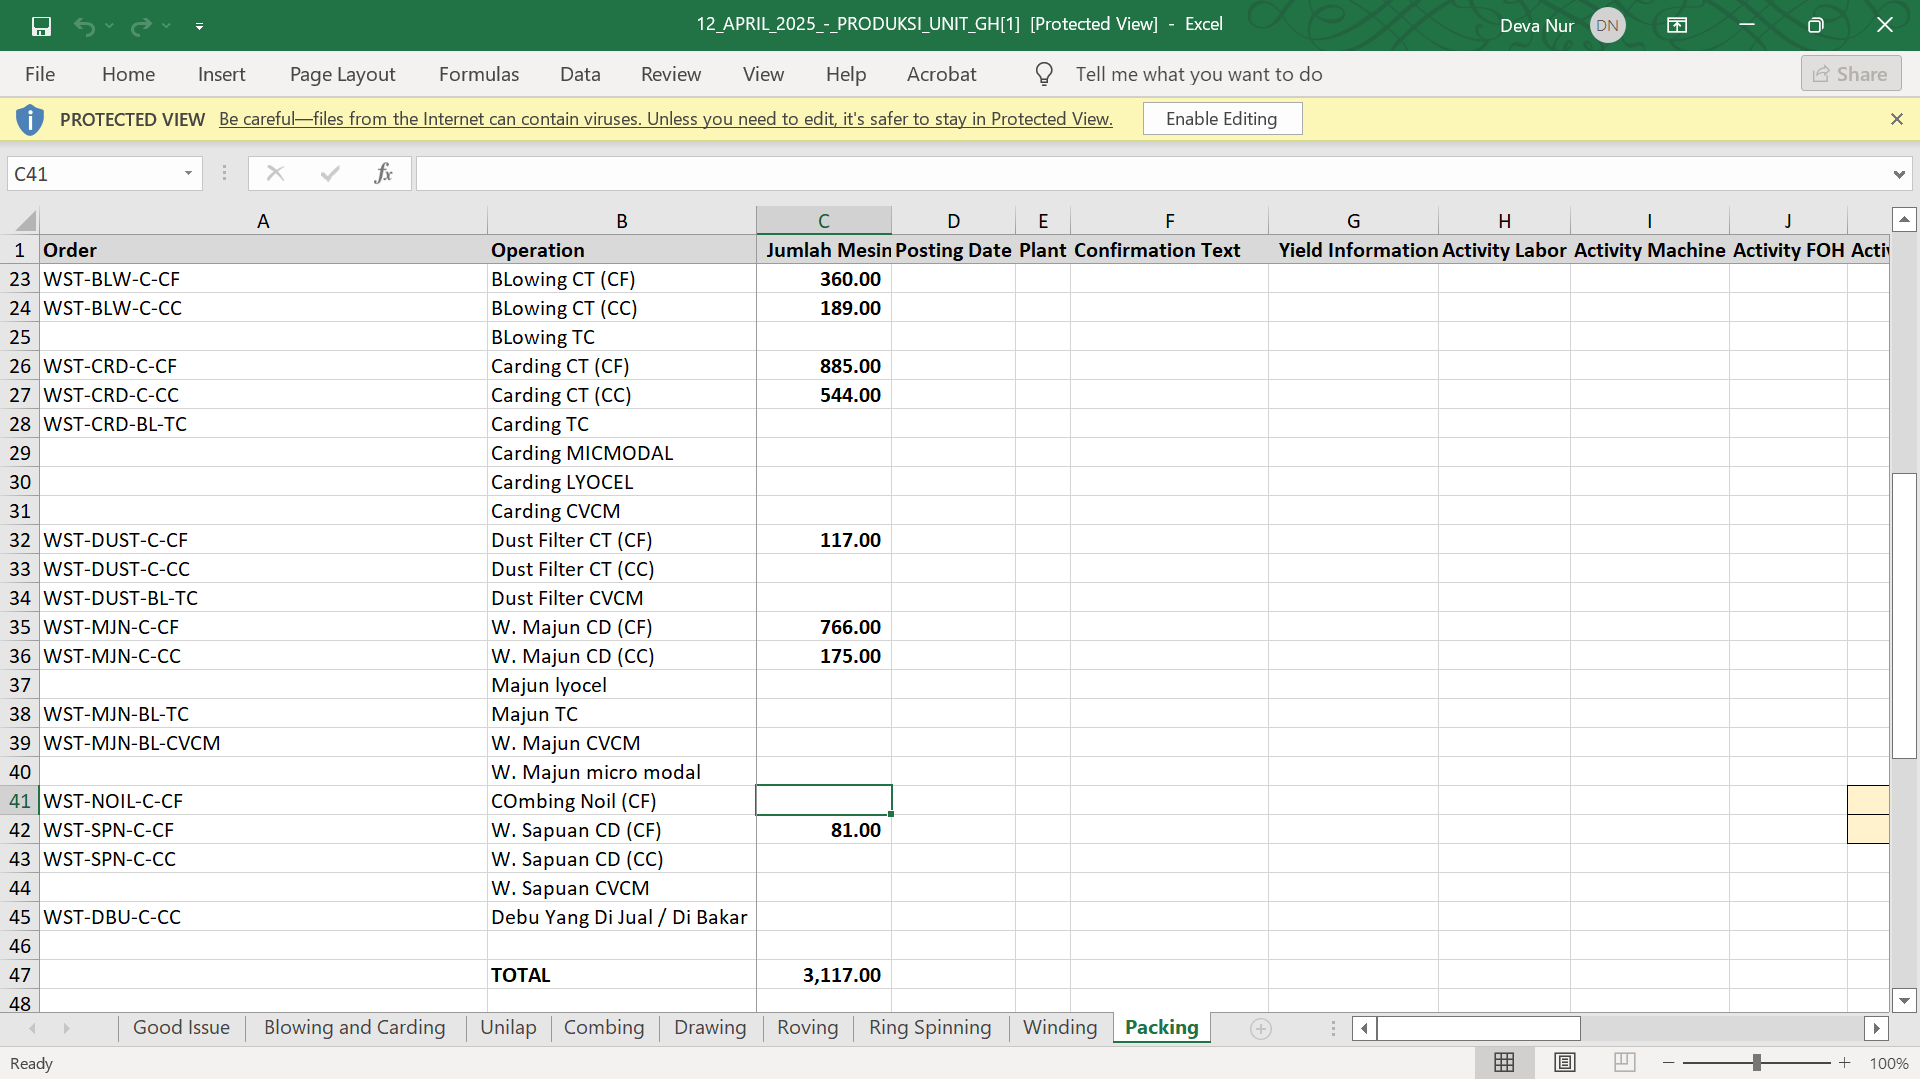 12_APRIL_2025_-_PRODUKSI_UNIT_GH[1] [Protected View] - Excel
Deva Nur DN
File Home Insert Page Layout Formulas Data Review View Help Acrobat Tell me what you want to do Share
PROTECTED VIEW Be careful—files from the Internet can contain viruses. Unless you need to edit, it's safer to stay in Protected View. Enable Editing
C41 fx
A B C D E F G H I J
1 Order Operation Jumlah Mesin Posting Date Plant Confirmation Text Yield Information Activity Labor Activity Machine Activity FOH Activ
23 WST-BLW-C-CF BLowing CT (CF) 360.00
24 WST-BLW-C-CC BLowing CT (CC) 189.00
25 BLowing TC
26 WST-CRD-C-CF Carding CT (CF) 885.00
27 WST-CRD-C-CC Carding CT (CC) 544.00
28 WST-CRD-BL-TC Carding TC
29 Carding MICMODAL
30 Carding LYOCEL
31 Carding CVCM
32 WST-DUST-C-CF Dust Filter CT (CF) 117.00
33 WST-DUST-C-CC Dust Filter CT (CC)
34 WST-DUST-BL-TC Dust Filter CVCM
35 WST-MJN-C-CF W. Majun CD (CF) 766.00
36 WST-MJN-C-CC W. Majun CD (CC) 175.00
37 Majun lyocel
38 WST-MJN-BL-TC Majun TC
39 WST-MJN-BL-CVCM W. Majun CVCM
40 W. Majun micro modal
41 WST-NOIL-C-CF COmbing Noil (CF)
42 WST-SPN-C-CF W. Sapuan CD (CF) 81.00
43 WST-SPN-C-CC W. Sapuan CD (CC)
44 W. Sapuan CVCM
45 WST-DBU-C-CC Debu Yang Di Jual / Di Bakar
46
47 TOTAL 3,117.00
48
Good Issue Blowing and Carding Unilap Combing Drawing Roving Ring Spinning Winding Packing
Ready 100%